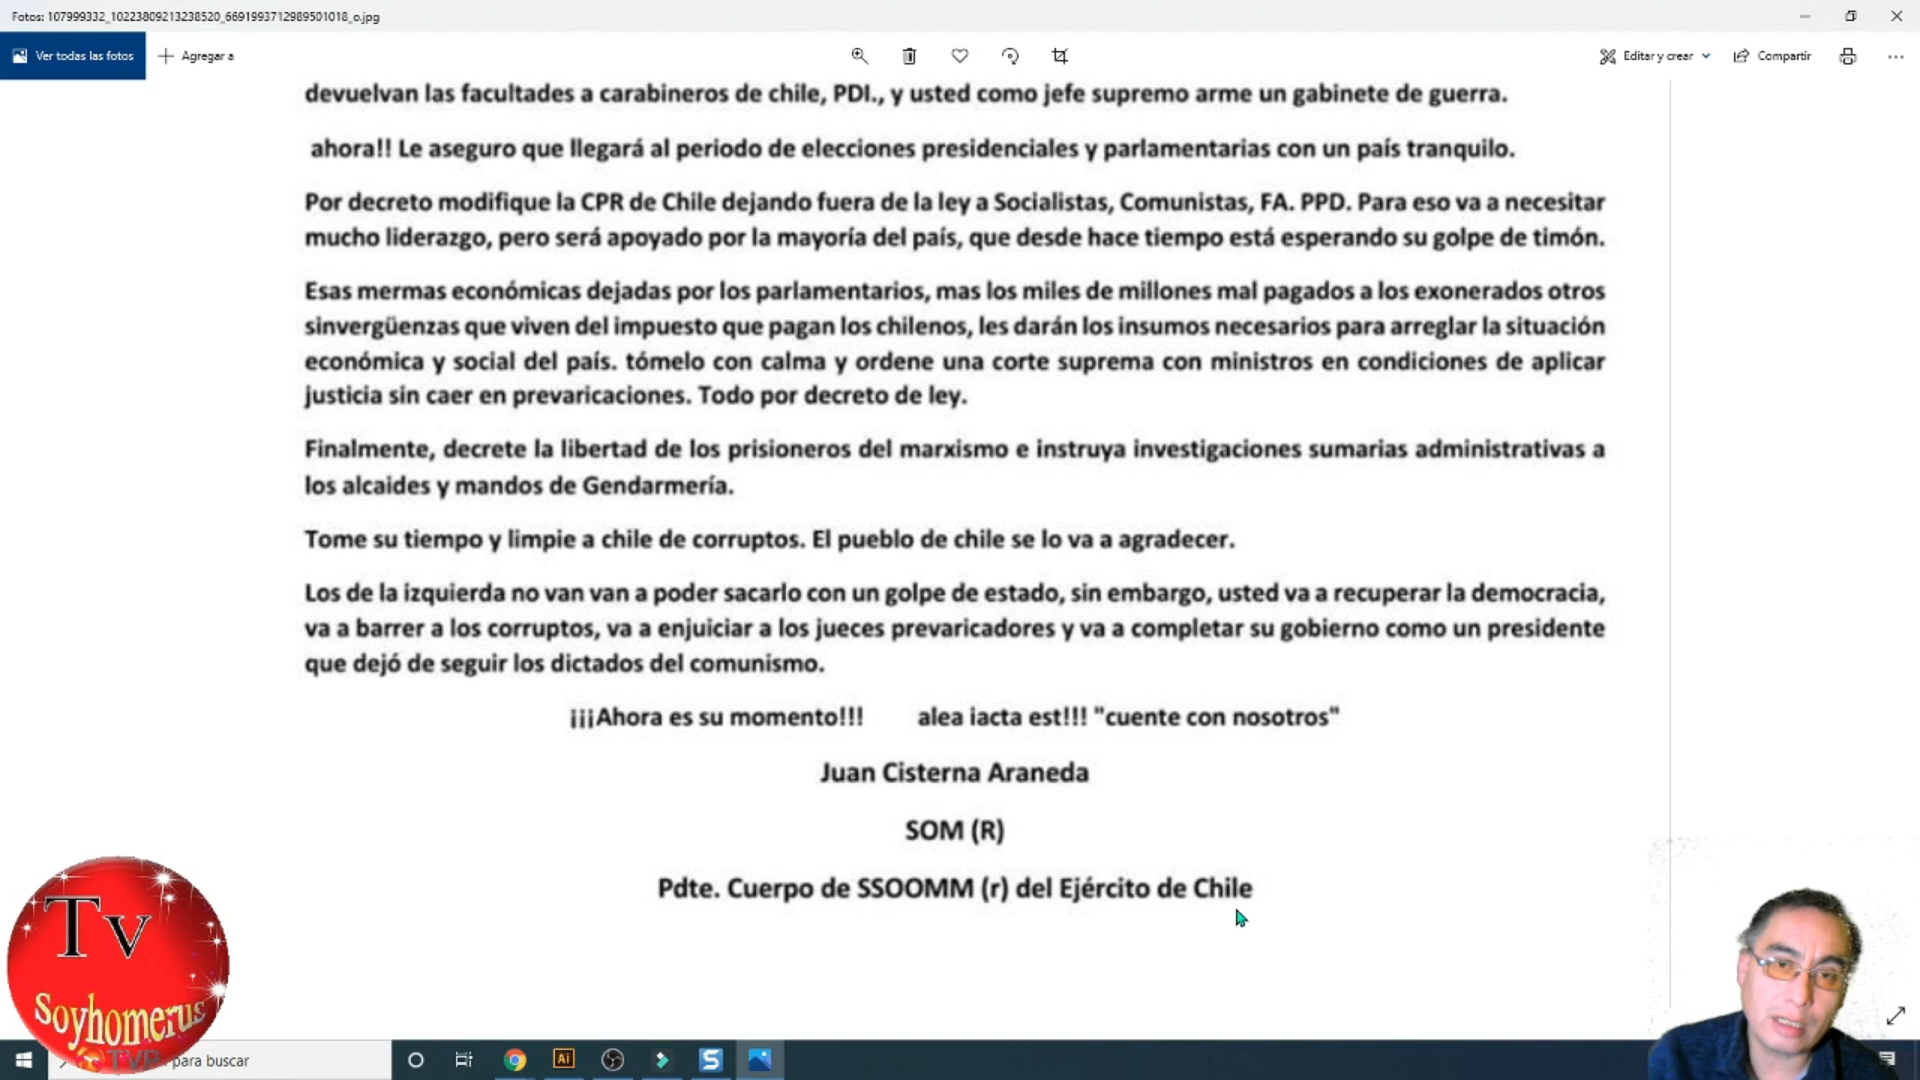 Fotos: 107999332_10223809213238520_6691993712989501018_o.jpg
Ver todas las fotos
Agregar a
Editar y crear
Compartir
devuelvan las facultades a carabineros de chile, PDI., y usted como jefe supremo arme un gabinete de guerra.
ahora!! Le aseguro que llegará al periodo de elecciones presidenciales y parlamentarias con un país tranquilo.
Por decreto modifique la CPR de Chile dejando fuera de la ley a Socialistas, Comunistas, FA. PPD. Para eso va a necesitar
mucho liderazgo, pero será apoyado por la mayoría del país, que desde hace tiempo está esperando su golpe de timón.
Esas mermas económicas dejadas por los parlamentarios, mas los miles de millones mal pagados a los exonerados otros
sinvergüenzas que viven del impuesto que pagan los chilenos, les darán los insumos necesarios para arreglar la situación
económica y social del país. tómelo con calma y ordene una corte suprema con ministros en condiciones de aplicar
justicia sin caer en prevaricaciones. Todo por decreto de ley.
Finalmente, decrete la libertad de los prisioneros del marxismo e instruya investigaciones sumarias administrativas a
los alcaides y mandos de Gendarmería.
Tome su tiempo y limpie a chile de corruptos. El pueblo de chile se lo va a agradecer.
Los de la izquierda no van van a poder sacarlo con un golpe de estado, sin embargo, usted va a recuperar la democracia,
va a barrer a los corruptos, va a enjuiciar a los jueces prevaricadores y va a completar su gobierno como un presidente
que dejó de seguir los dictados del comunismo.
¡¡¡Ahora es su momento!!! alea iacta est!!! "cuente con nosotros"
Juan Cisterna Araneda
SOM (R)
Pdte. Cuerpo de SSOOMM (r) del Ejército de Chile
Tv
Soyhomerus
para buscar
Ai
S